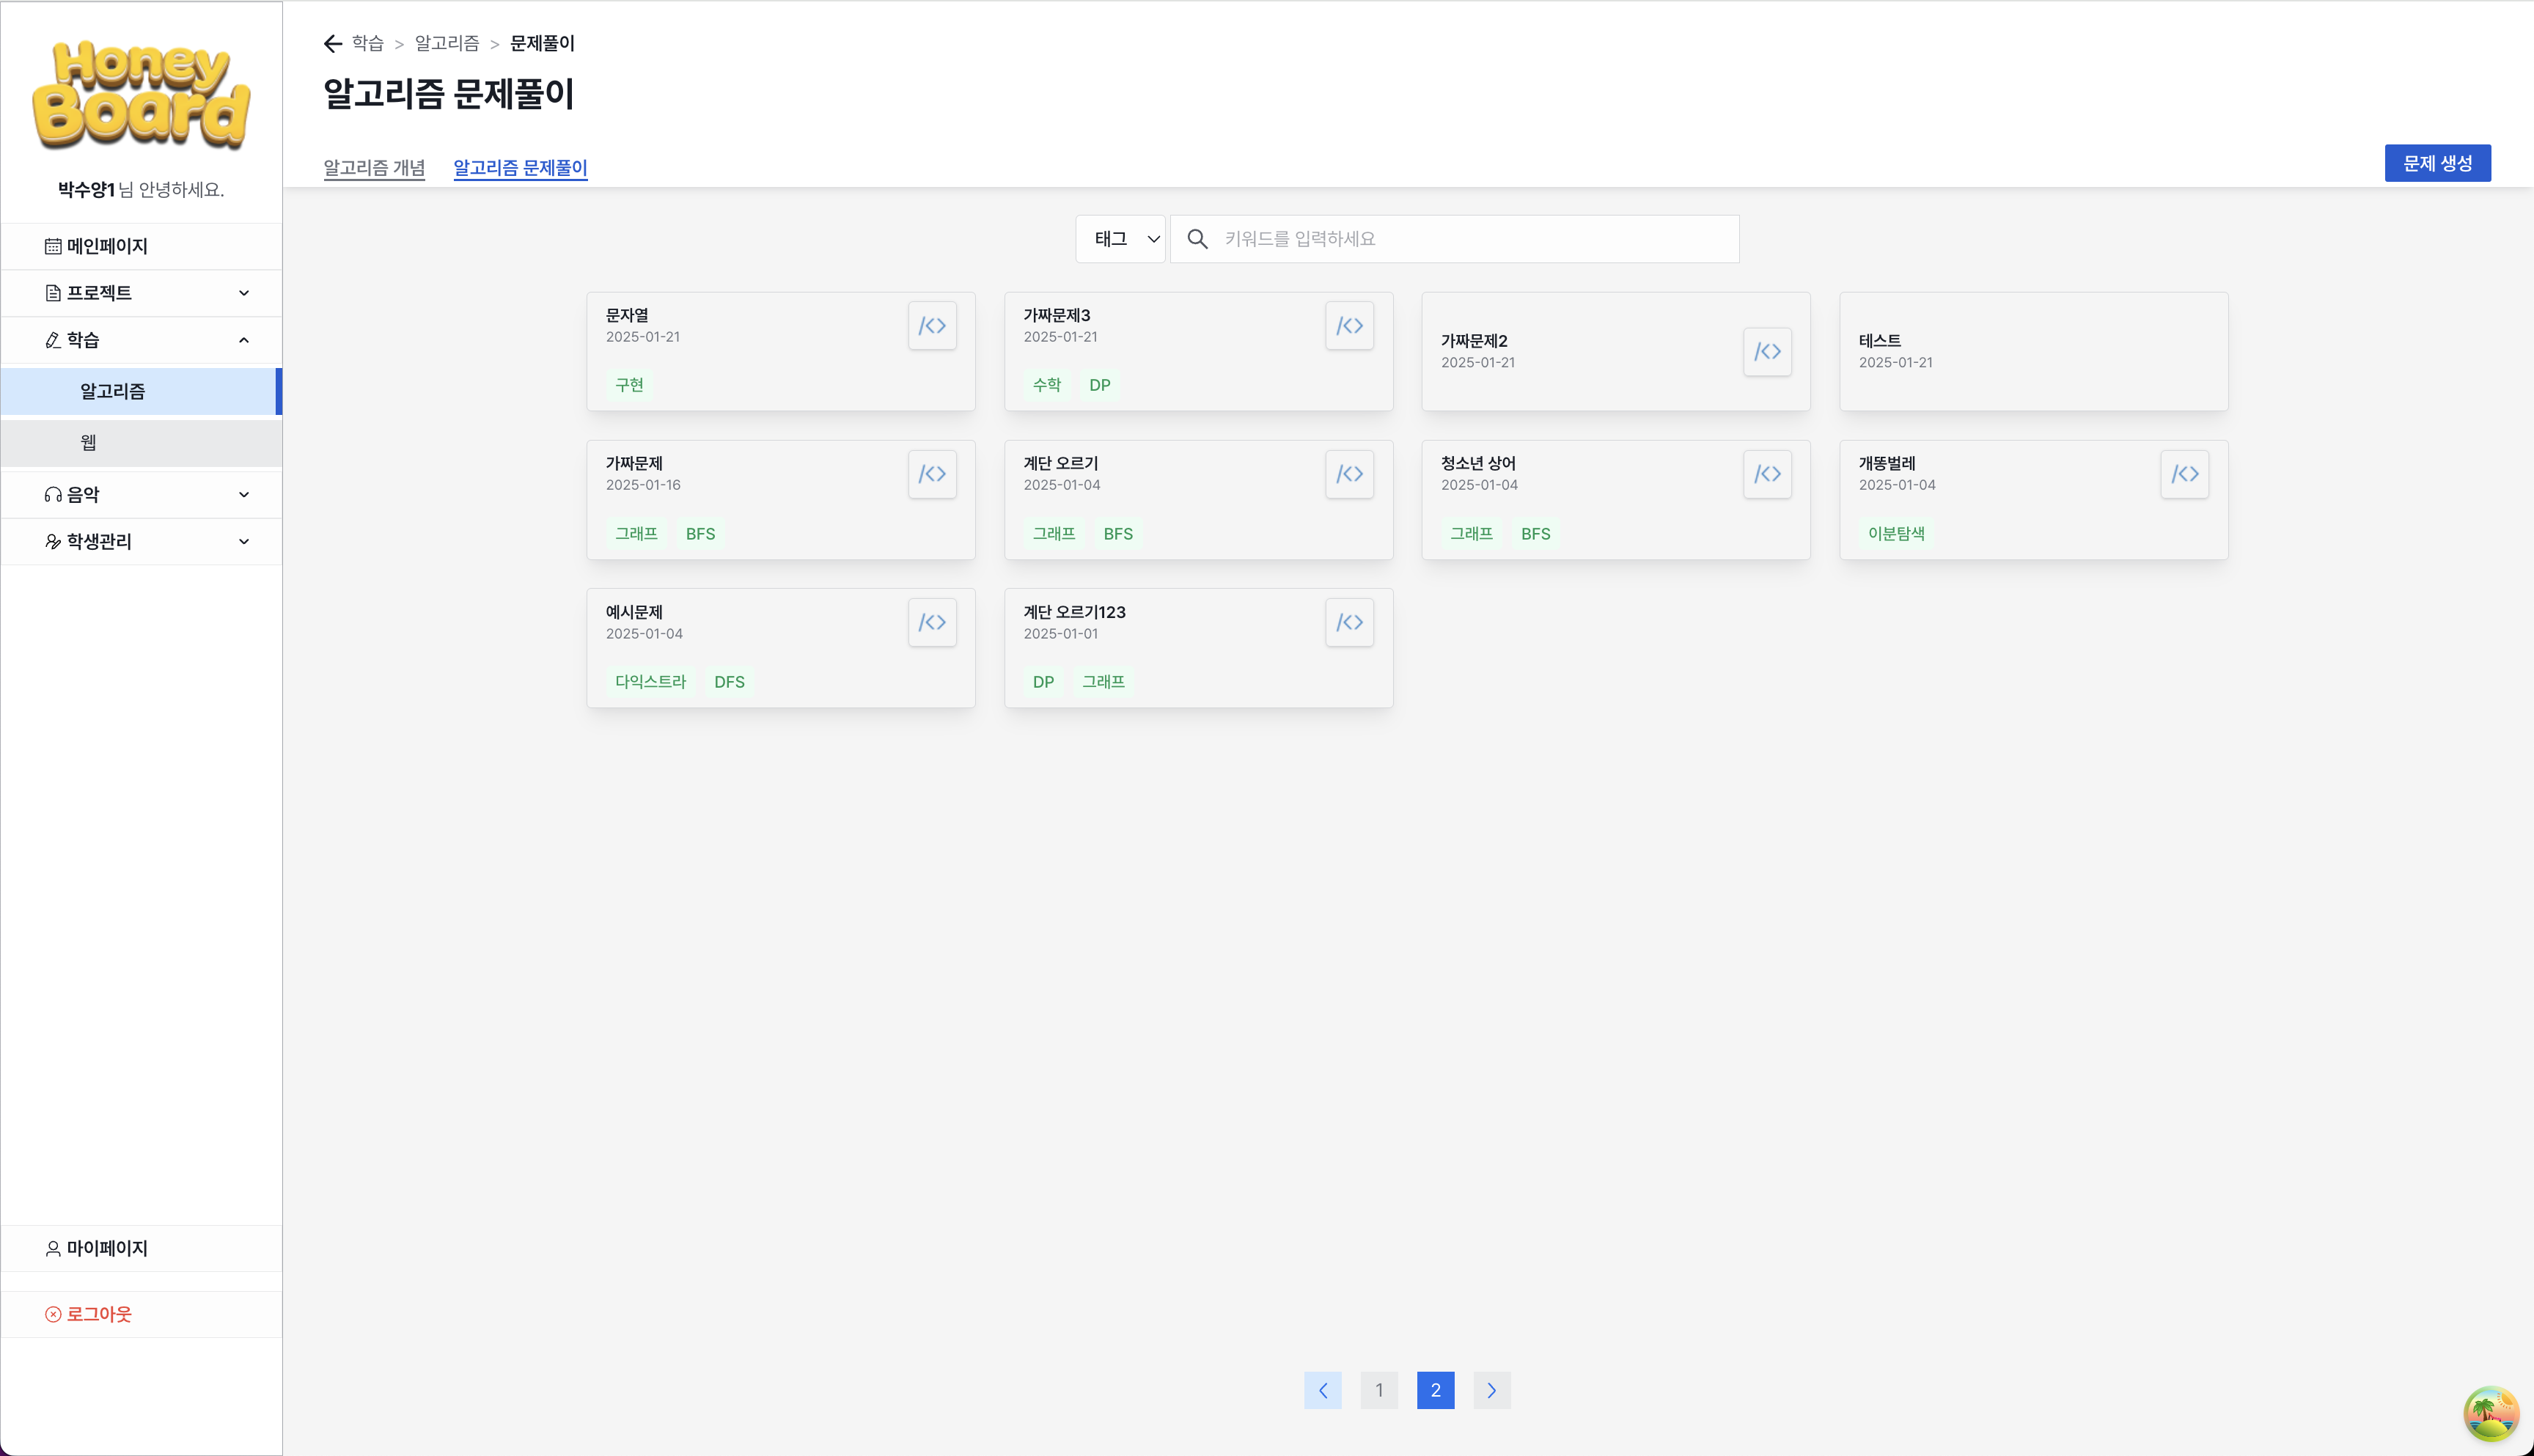 Honey
Board
박수양1 님 안녕하세요.
메인페이지
프로젝트
학습
알고리즘
웹
음악
학생관리
마이페이지
로그아웃
학습 > 알고리즘 > 문제풀이
알고리즘 문제풀이
알고리즘 개념 알고리즘 문제풀이
문제 생성
태그 키워드를 입력하세요
문자열
2025-01-21
구현
가짜문제3
2025-01-21
수학 DP
가짜문제2
2025-01-21
테스트
2025-01-21
가짜문제
2025-01-16
그래프 BFS
계단 오르기
2025-01-04
그래프 BFS
청소년 상어
2025-01-04
그래프 BFS
개똥벌레
2025-01-04
이분탐색
예시문제
2025-01-04
다익스트라 DFS
계단 오르기123
2025-01-01
DP 그래프
1 2